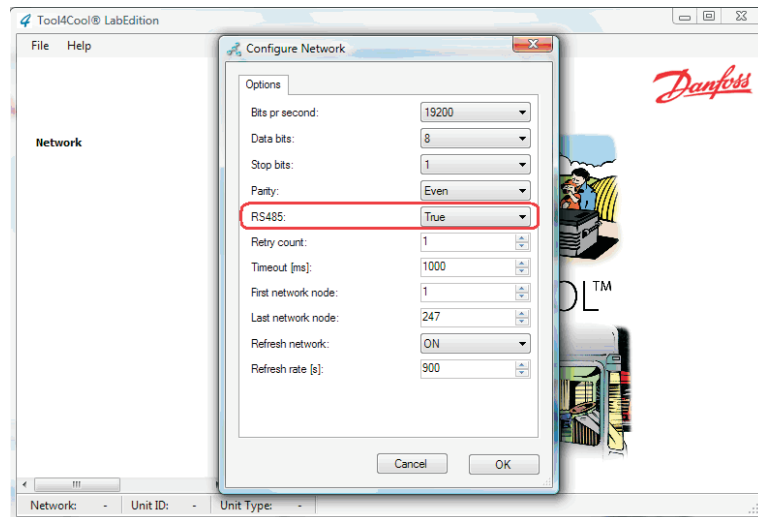 Tool4Cool® LabEdition
File Help
Configure Network
Options
Danfoss
Network
Bits pr second: 19200
Data bits: 8
Stop bits: 1
Parity: Even
RS485: True
Retry count: 1
Timeout [ms]: 1000
First network node: 1
Last network node: 247
Refresh network: ON
Refresh rate [s]: 900
OL™
Cancel OK
Network: - Unit ID: - Unit Type: -